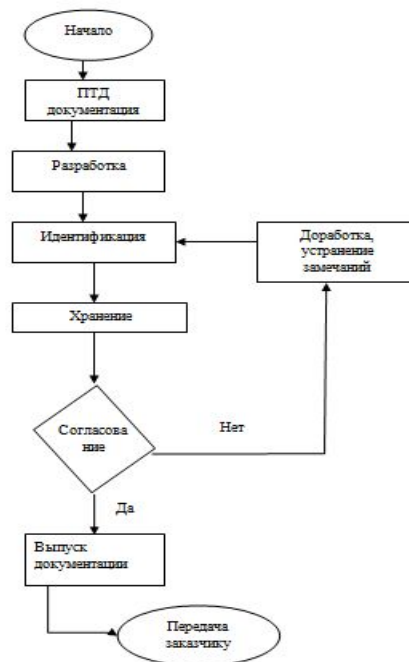 Начало
ПТД
документация
Разработка
Идентификация
Доработка,
устранение
замечаний
Хранение
Согласова
ние
Нет
Да
Выпуск
документации
Передача
заказчику